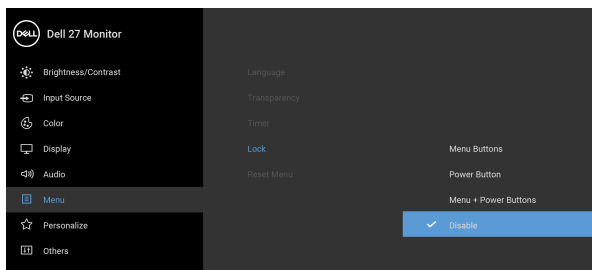 DELL Dell 27 Monitor
Brightness/Contrast
Language
Input Source
Transparency
Color
Timer
Display
Lock
Menu Buttons
Audio
Reset Menu
Power Button
Menu
Menu + Power Buttons
Personalize
Disable
Others